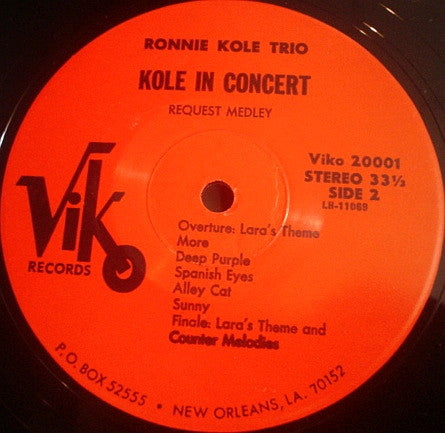 RONNIE KOLE TRIO
KOLE IN CONCERT
REQUEST MEDLEY
Viko 20001
STEREO 33⅓
SIDE 2
LH-11069
Viko
RECORDS
Overture: Lara's Theme
More
Deep Purple
Spanish Eyes
Alley Cat
Sunny
Finale: Lara's Theme and
Counter Melodies
P.O. BOX 52555 • NEW ORLEANS, LA. 70152